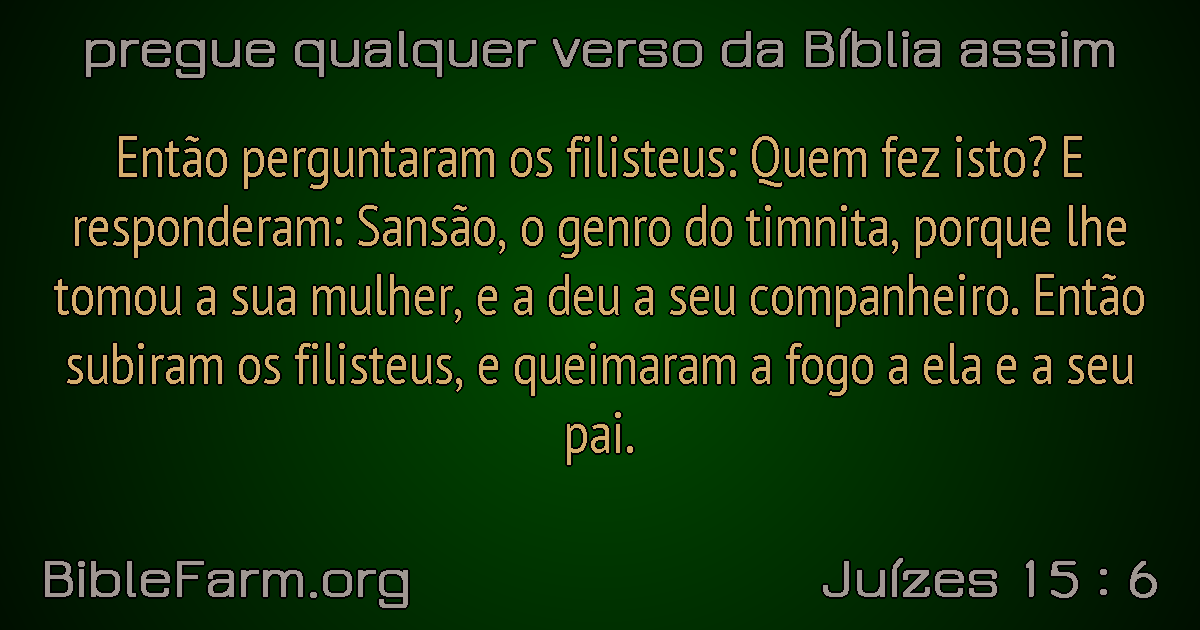 pregue qualquer verso da Bíblia assim
Então perguntaram os filisteus: Quem fez isto? E
responderam: Sansão, o genro do timnita, porque lhe
tomou a sua mulher, e a deu a seu companheiro. Então
subiram os filisteus, e queimaram a fogo a ela e a seu
pai.
BibleFarm.org
Juízes 15 : 6